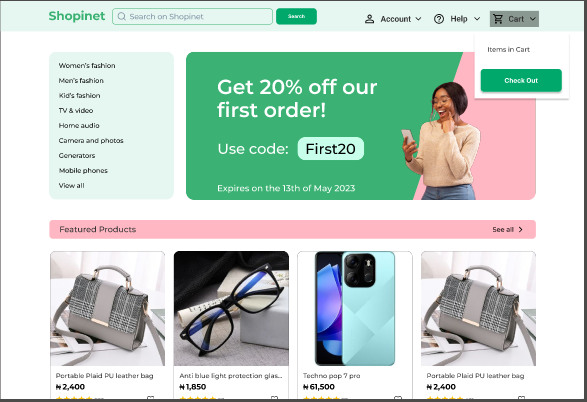 Shopinet
Search on Shopinet
Search
Account
Help
Cart
Items in Cart
Check Out
Women's fashion
Men's fashion
Kid's fashion
TV & video
Home audio
Camera and photos
Generators
Mobile phones
View all
Get 20% off our
first order!
Use code: First20
Expires on the 13th of May 2023
Featured Products
See all
Portable Plaid PU leather bag
₦ 2,400
Anti blue light protection glas...
₦ 1,850
Techno pop 7 pro
₦ 61,500
Portable Plaid PU leather bag
₦ 2,400